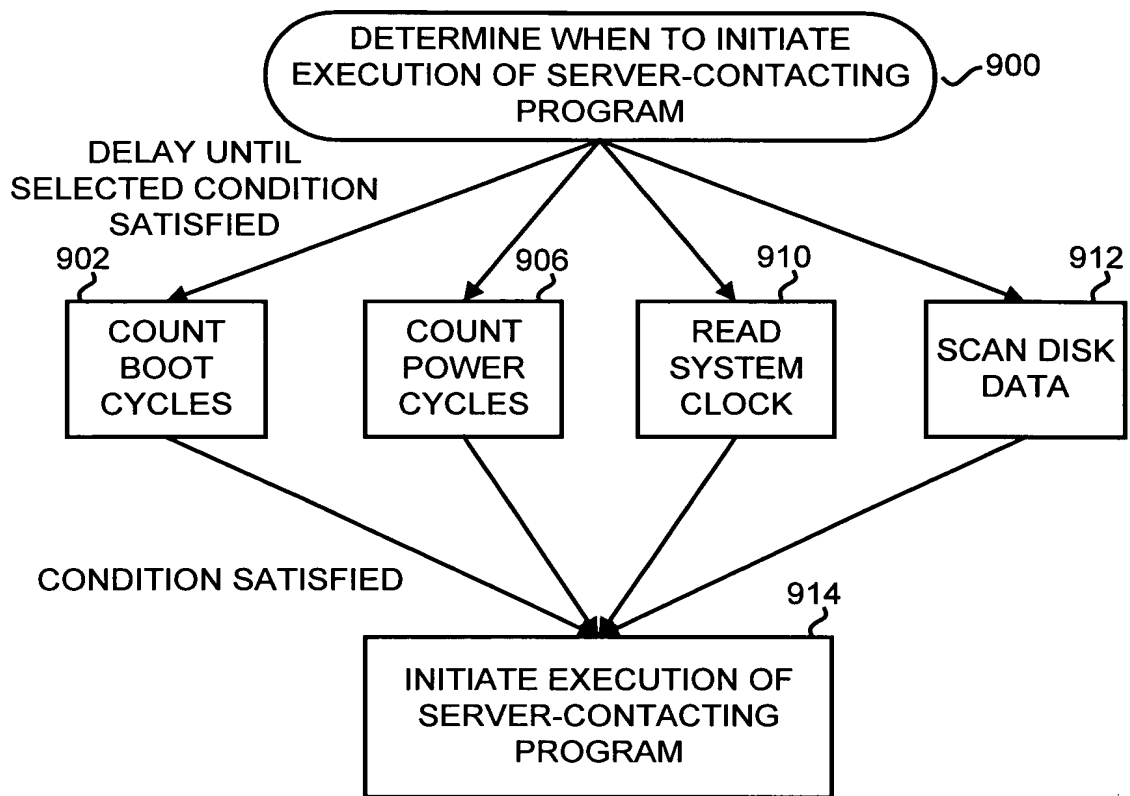 DETERMINE WHEN TO INITIATE
EXECUTION OF SERVER-CONTACTING
PROGRAM
900
DELAY UNTIL
SELECTED CONDITION
SATISFIED
902
906
910
912
COUNT
BOOT
CYCLES
COUNT
POWER
CYCLES
READ
SYSTEM
CLOCK
SCAN DISK
DATA
CONDITION SATISFIED
914
INITIATE EXECUTION OF
SERVER-CONTACTING
PROGRAM